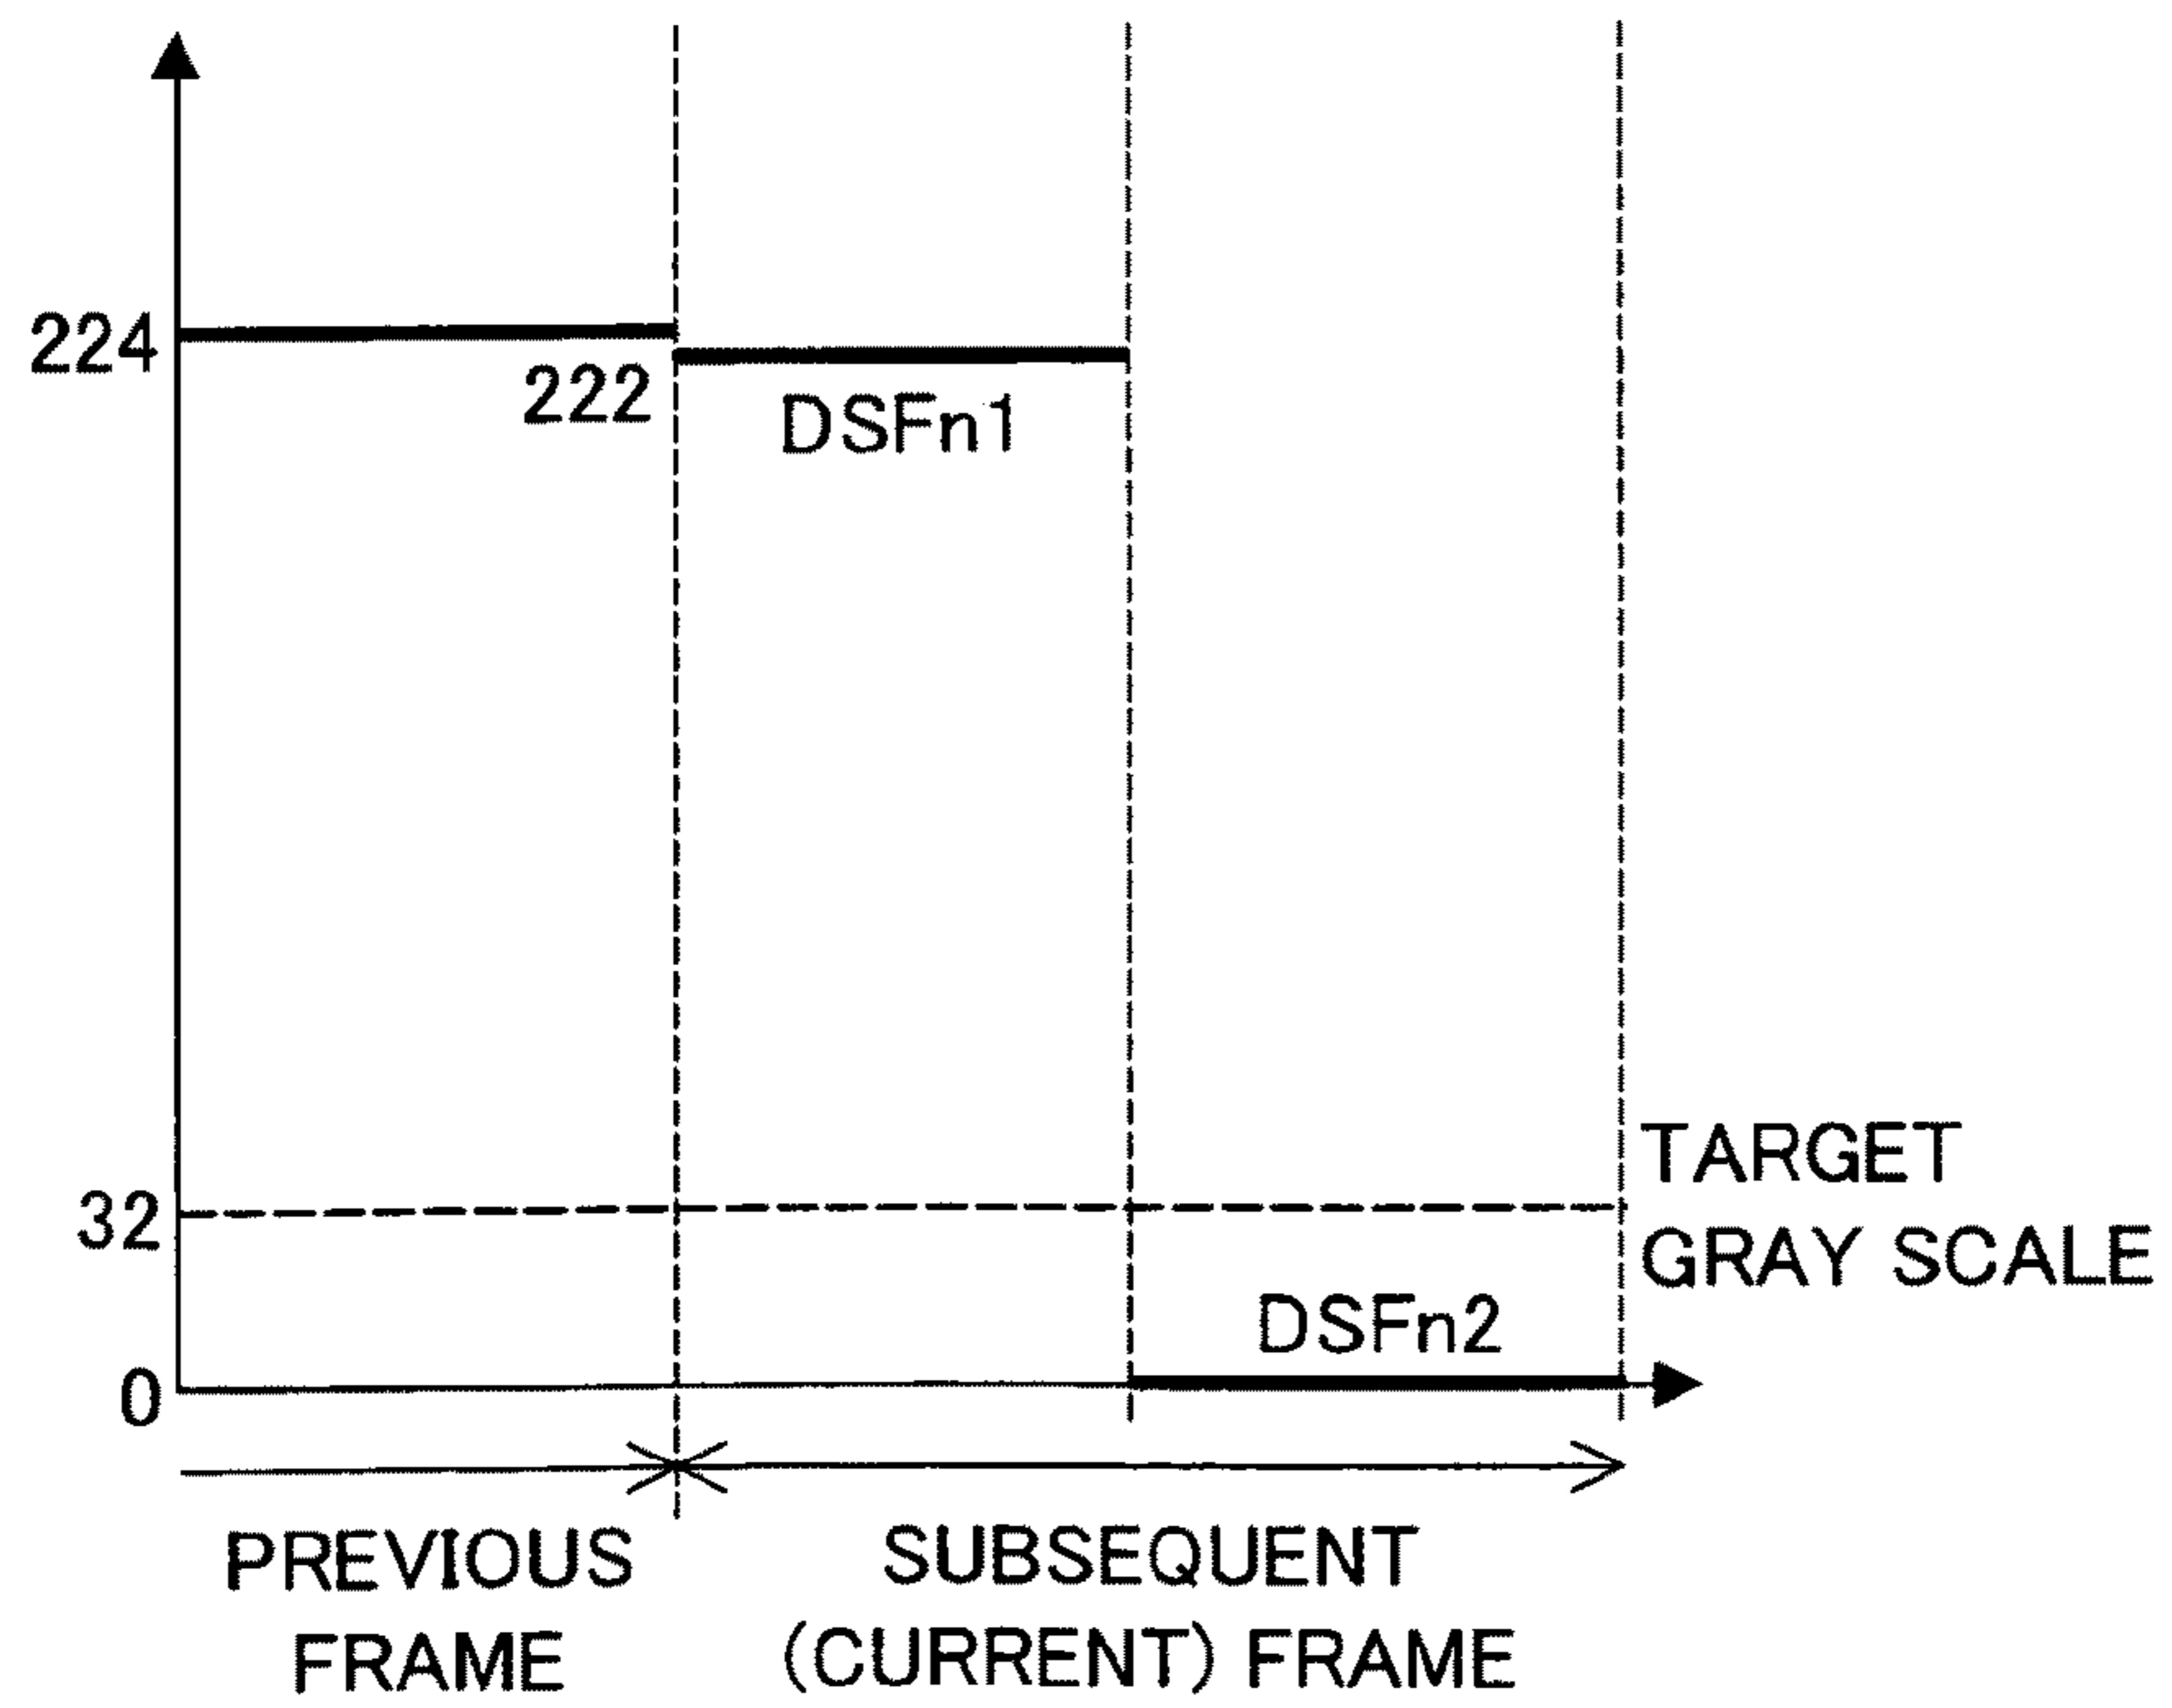 224
222
DSFn1
32
TARGET
GRAY SCALE
DSFn2
0
PREVIOUS
FRAME
SUBSEQUENT
(CURRENT) FRAME